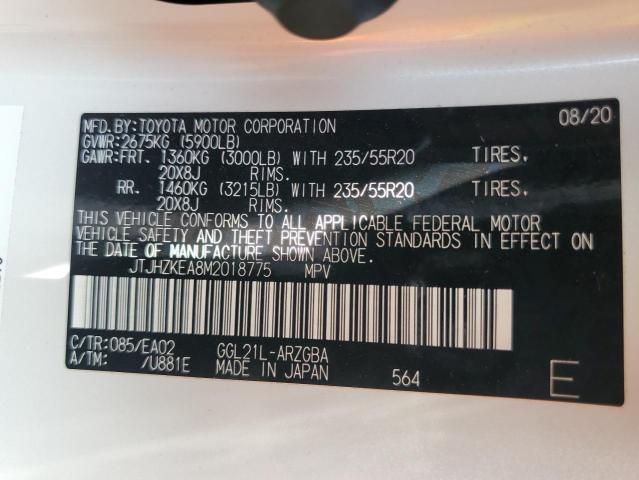 MFD.BY:TOYOTA MOTOR CORPORATION 08/20
GVWR:2675KG (5900LB)
GAWR:FRT. 1360KG (3000LB) WITH 235/55R20 TIRES,
20X8J RIMS.
RR. 1460KG (3215LB) WITH 235/55R20 TIRES,
20X8J RIMS.
THIS VEHICLE CONFORMS TO ALL APPLICABLE FEDERAL MOTOR
VEHICLE SAFETY AND THEFT PREVENTION STANDARDS IN EFFECT ON
THE DATE OF MANUFACTURE SHOWN ABOVE.
JTJHZKEA8M2018775 MPV
C/TR:085/EA02 GGL21L-ARZGBA
A/TM: /U881E MADE IN JAPAN 564 E